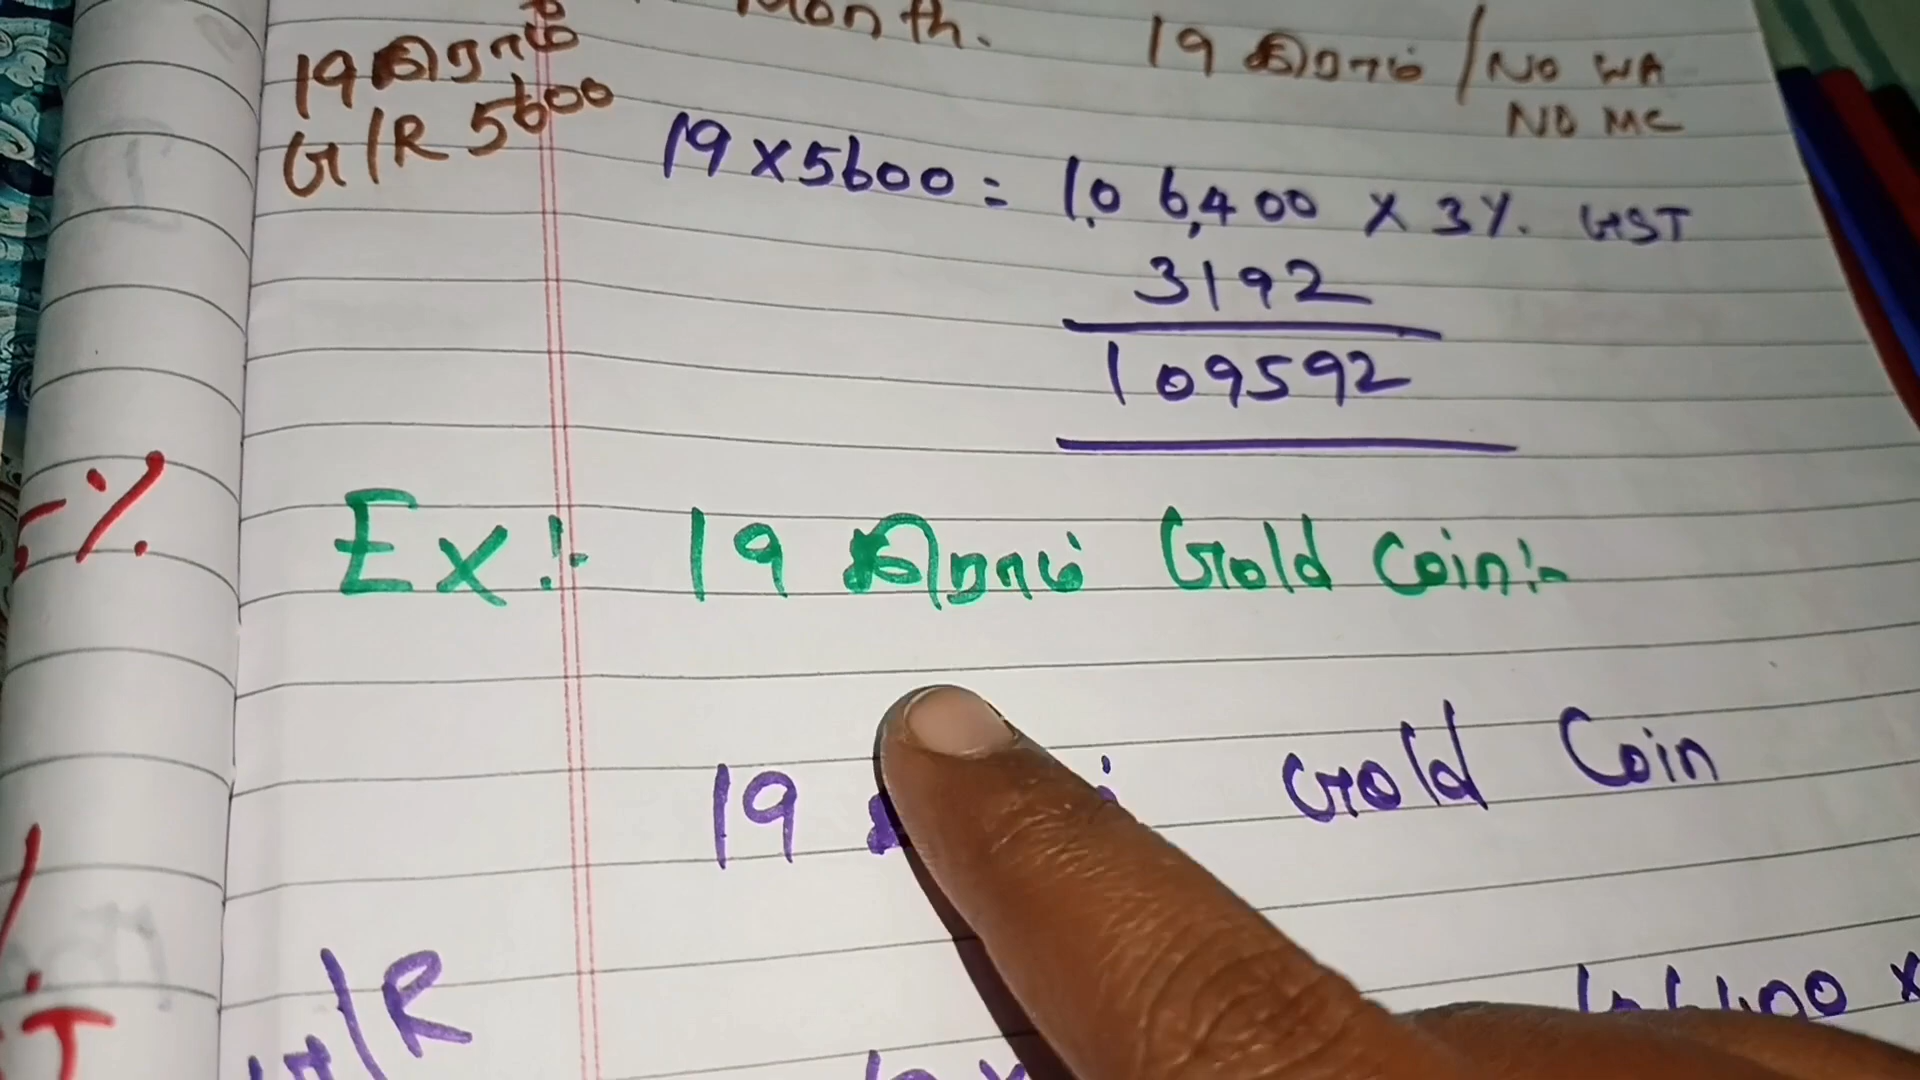 Month.
19 கிராம்
G/R 5600
19 கிராம் / NO WA
NO MC
19 x 5600 = 1,06,400 x 3%. GST
3192
109592
%.
Ex:- 19 கிராம் Gold Coin:-
19 Gold Coin
G/R
T